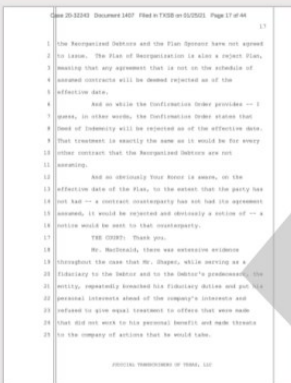 Case 20-32243 Document 1407 Filed in TXSB on 01/25/21 Page 17 of 44
17
1 the Reorganized Debtors and the Plan Sponsor have not agreed
2 to issue. The Plan of Reorganization is also a reject Plan,
3 meaning that any agreement that is not on the schedule of
4 assumed contracts will be deemed rejected as of the
5 effective date.
6 And so while the Confirmation Order provides -- I
7 guess, in other words, the Confirmation Order states that
8 Deed of Indemnity will be rejected as of the effective date.
9 That treatment is exactly the same as it would be for every
10 other contract that the Reorganized Debtors are not
11 assuming.
12 And so obviously Your Honor is aware, on the
13 effective date of the Plan, to the extent that the party has
14 not had -- a contract counterparty has not had its agreement
15 assumed, it would be rejected and obviously a notice of -- a
16 notice would be sent to that counterparty.
17 THE COURT: Thank you.
18 Mr. MacDonald, there was extensive evidence
19 throughout the case that Mr. Shaper, while serving as a
20 fiduciary to the Debtor and to the Debtor's predecessor, the
21 entity, repeatedly breached his fiduciary duties and put his
22 personal interests ahead of the company's interests and
23 refused to give equal treatment to offers that were made
24 that did not work to his personal benefit and made threats
25 to the company of actions that he would take.
JUDICIAL TRANSCRIBERS OF TEXAS, LLC